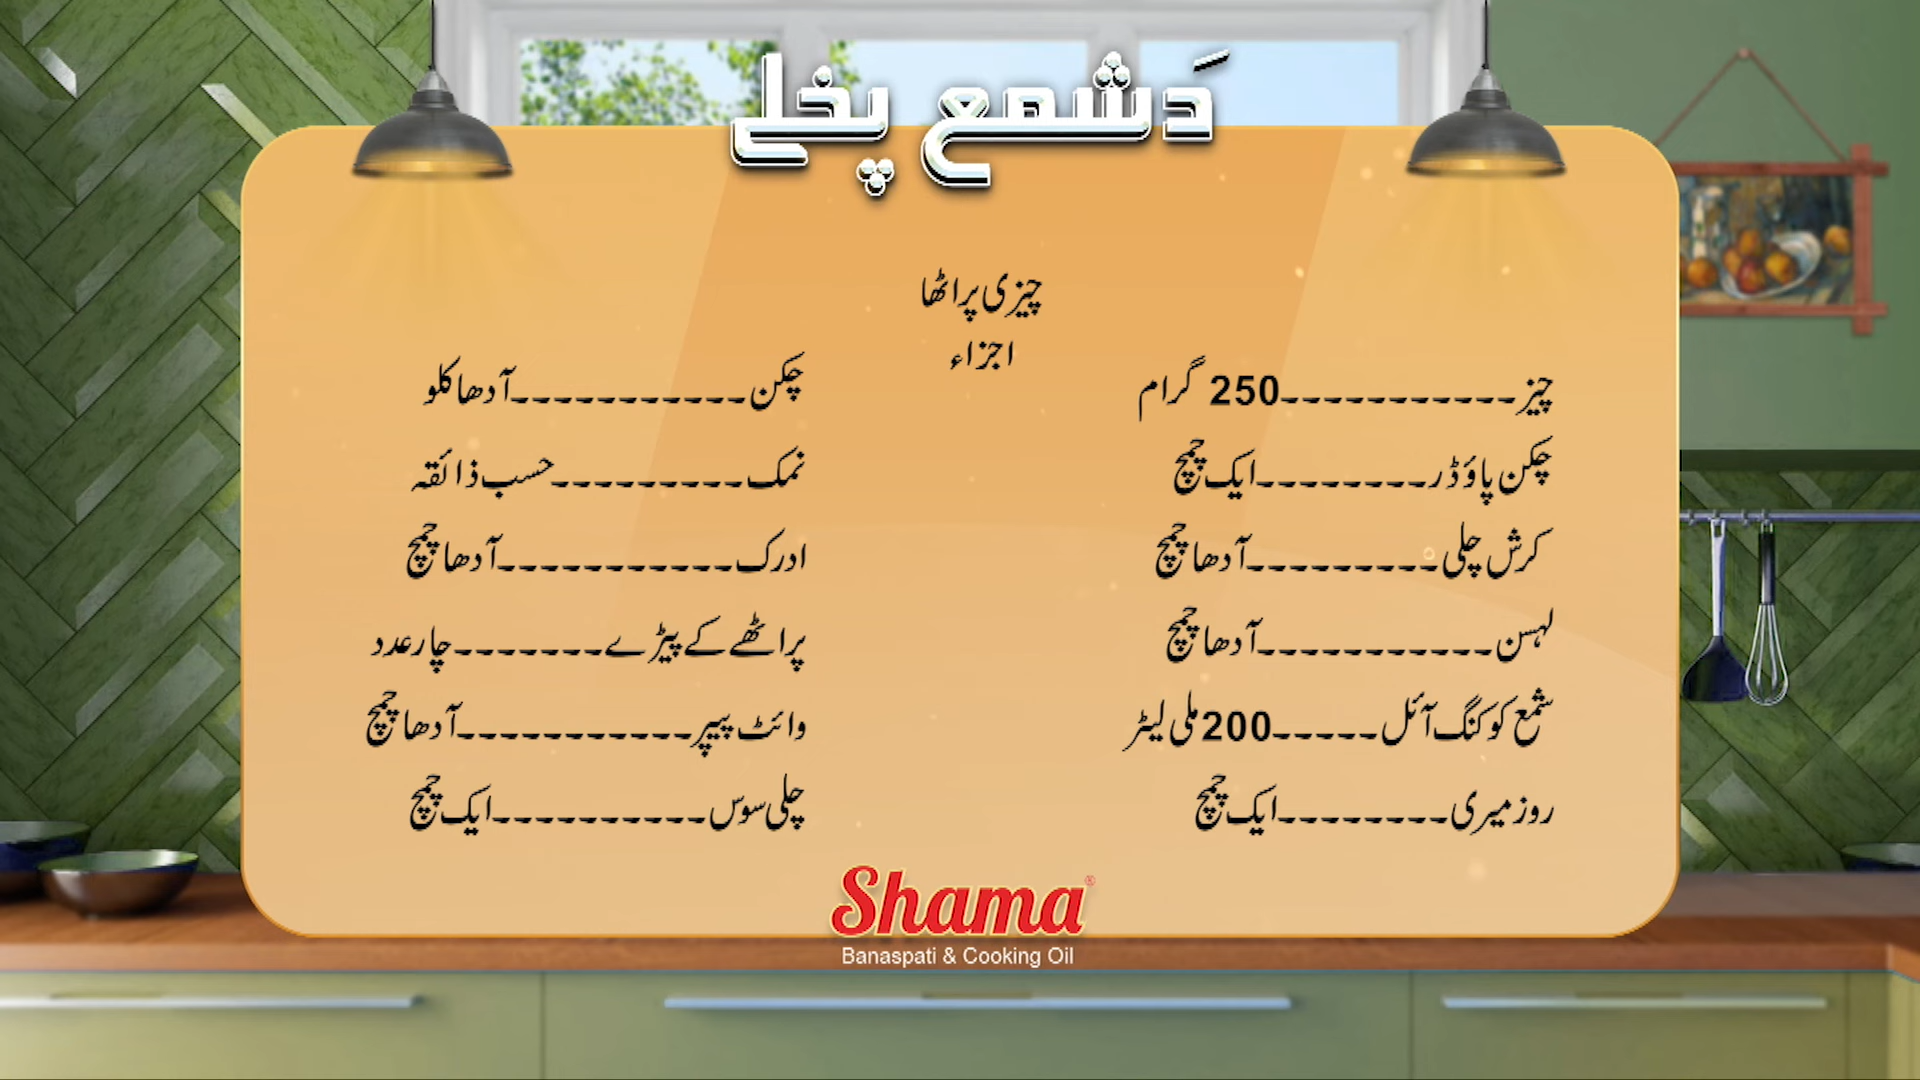 دَ شمع پخلے
چیزی پراٹھا
اجزاء
چیز-----------250 گرام
چکن پاؤڈر--------ایک چمچ
کرش چلی---------آدھا چمچ
لہسن-----------آدھا چمچ
شمع کوکنگ آئل-----200ملی لیٹر
روزمیری--------ایک چمچ
چکن-----------آدھا کلو
نمک---------حسب ذائقہ
ادرک-----------آدھا چمچ
پراٹھے کے پیڑے-------چار عدد
وائٹ پیپر-----------آدھا چمچ
چلی سوس----------ایک چمچ
Shama®
Banaspati & Cooking Oil